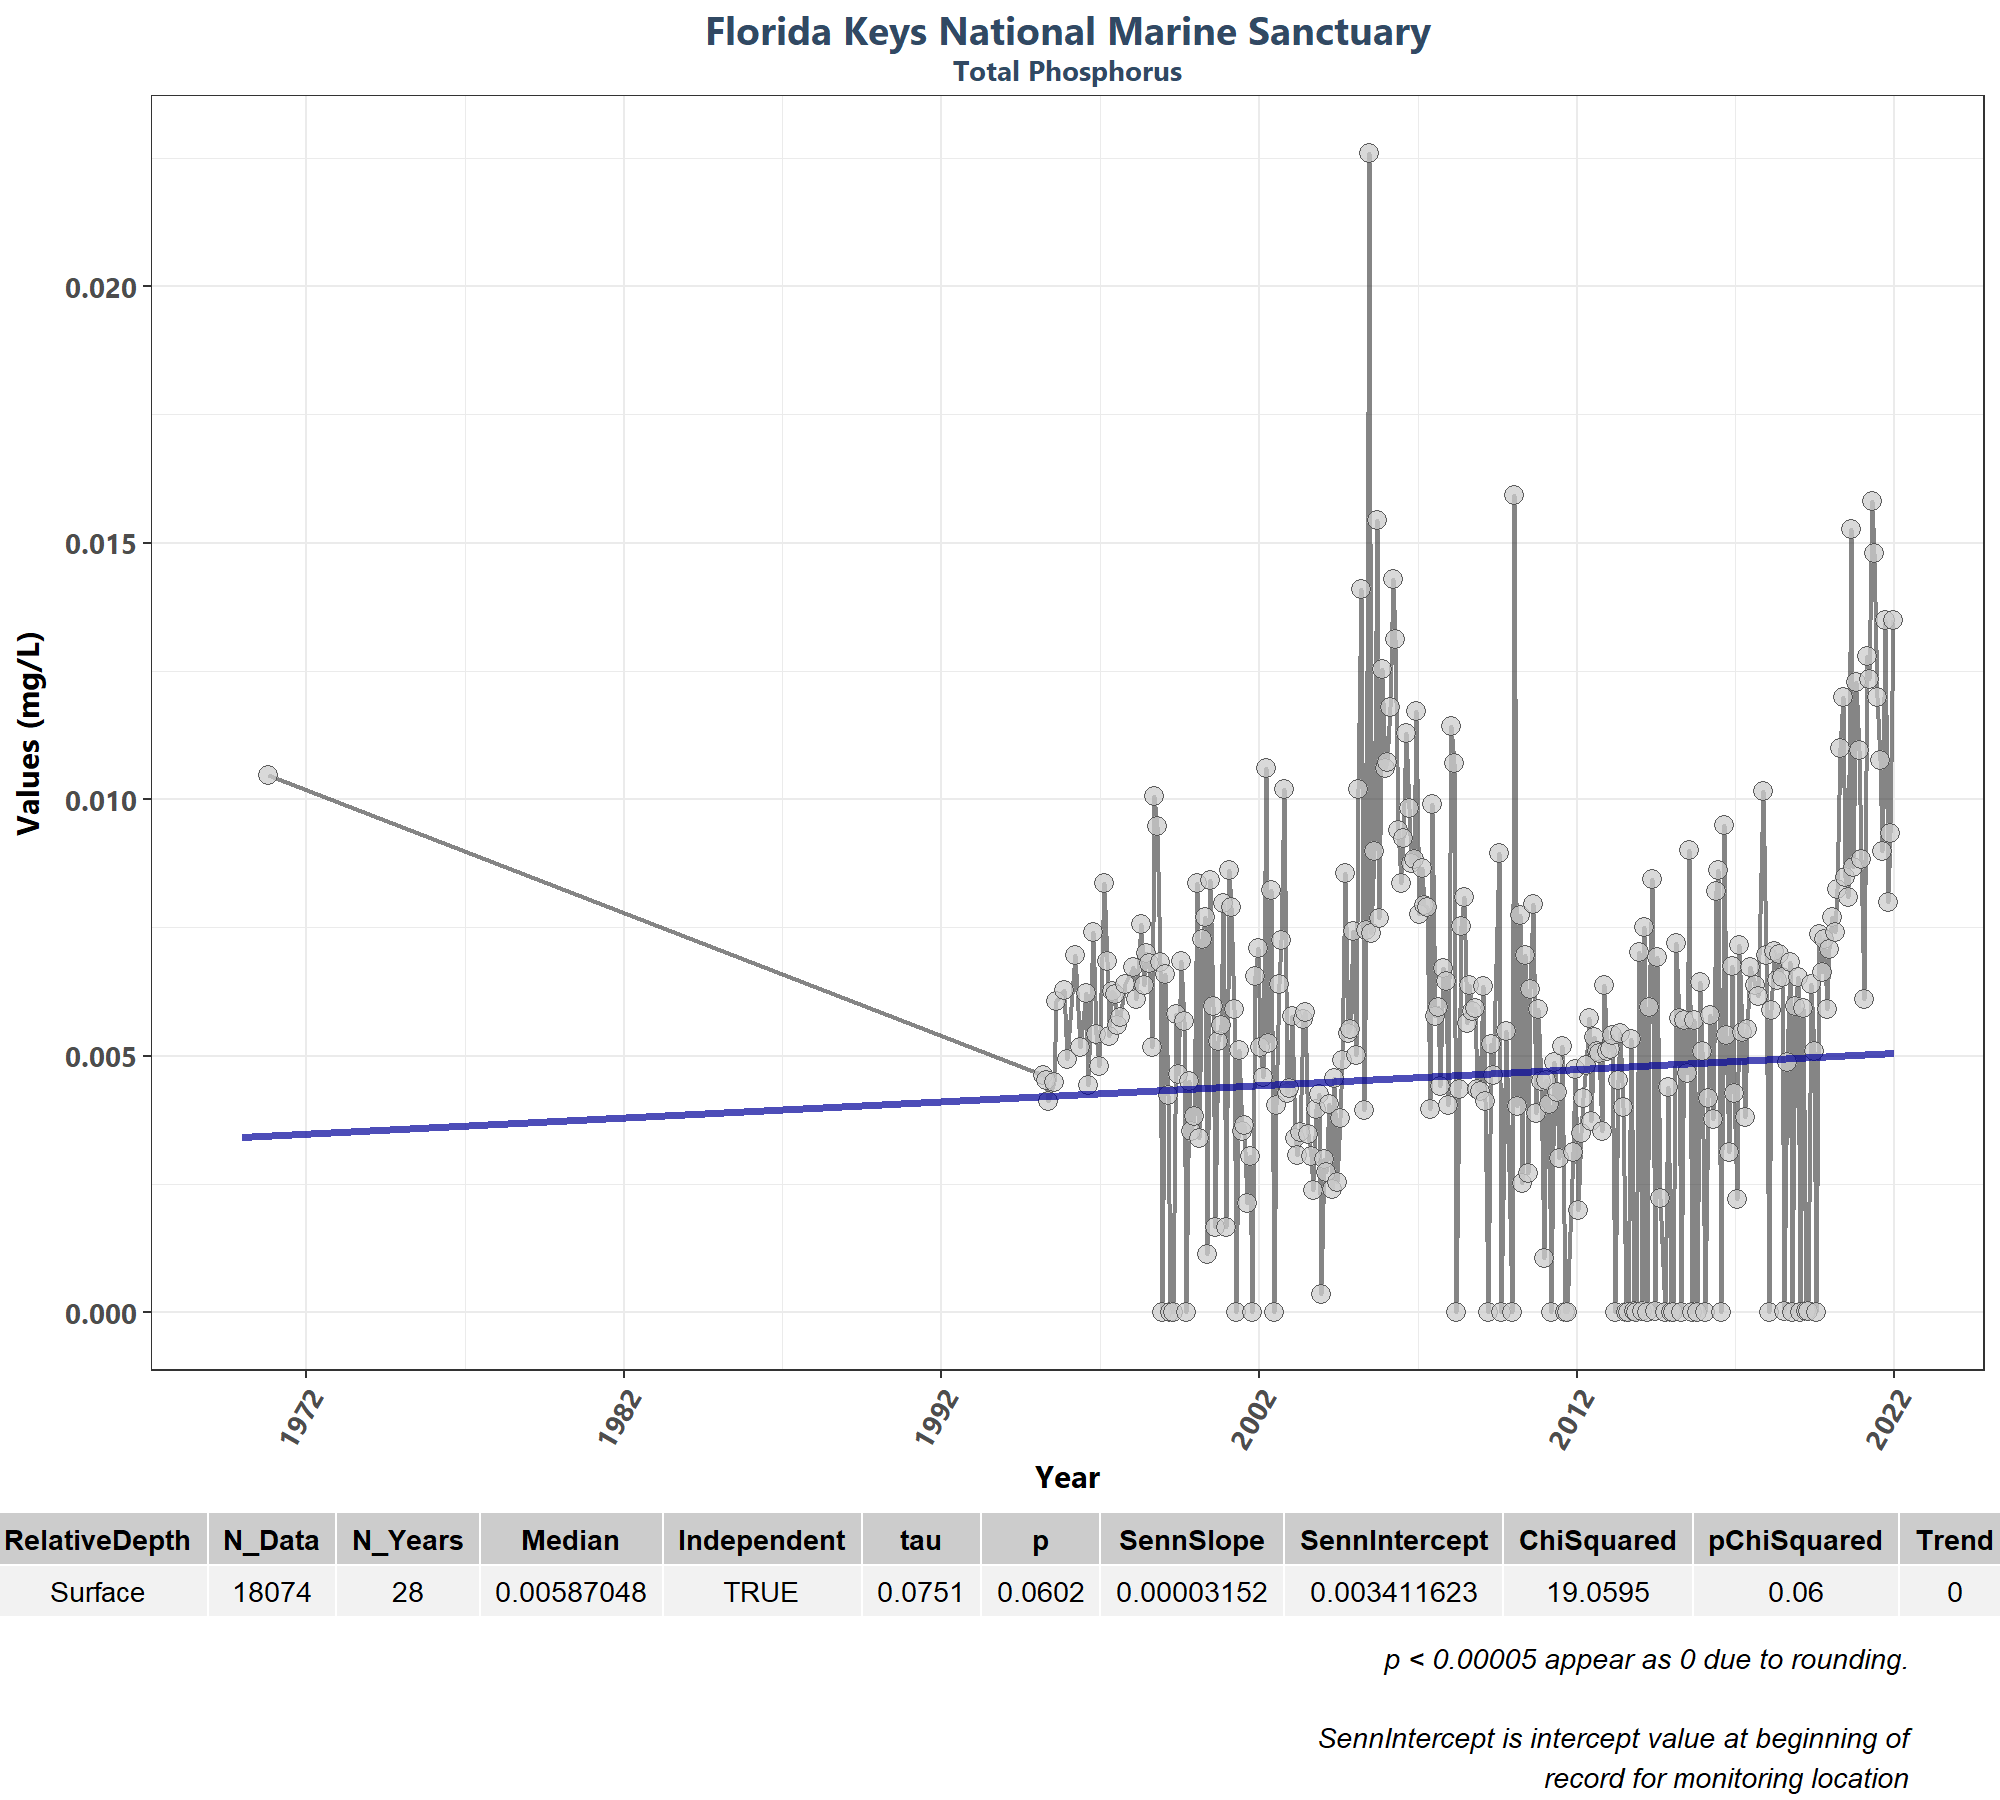 Florida Keys National Marine Sanctuary
Total Phosphorus
Values (mg/L)
0.020
0.015
0.010
0.005
0.000
1972 1982 1992 2002 2012 2022
Year
RelativeDepth N_Data N_Years Median Independent tau p SennSlope SennIntercept ChiSquared pChiSquared Trend
Surface 18074 28 0.00587048 TRUE 0.0751 0.0602 0.00003152 0.003411623 19.0595 0.06 0
p < 0.00005 appear as 0 due to rounding.
SennIntercept is intercept value at beginning of
record for monitoring location